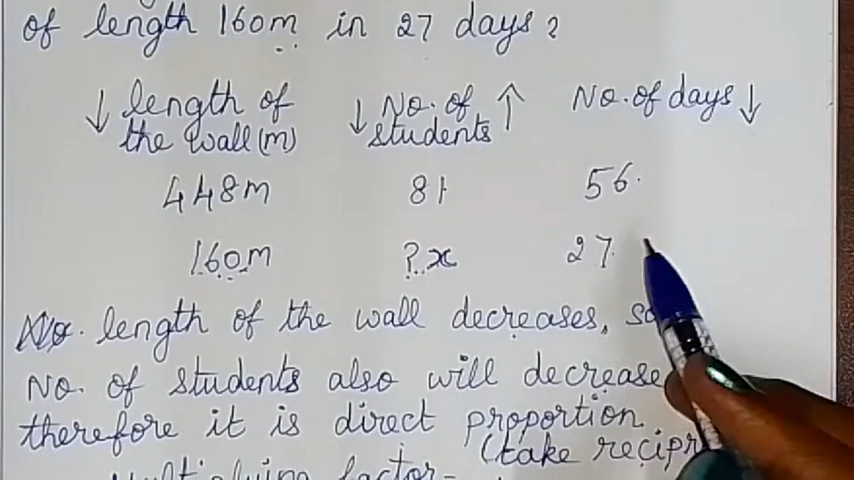 of length 160m in 27 days?
↓ length of the wall (m) ↓ No. of students ↑ No. of days ↓
448m 81 56
160m ? x 27
No. length of the wall decreases,
No. of students also will decrease
therefore it is direct proportion
(take
factor-